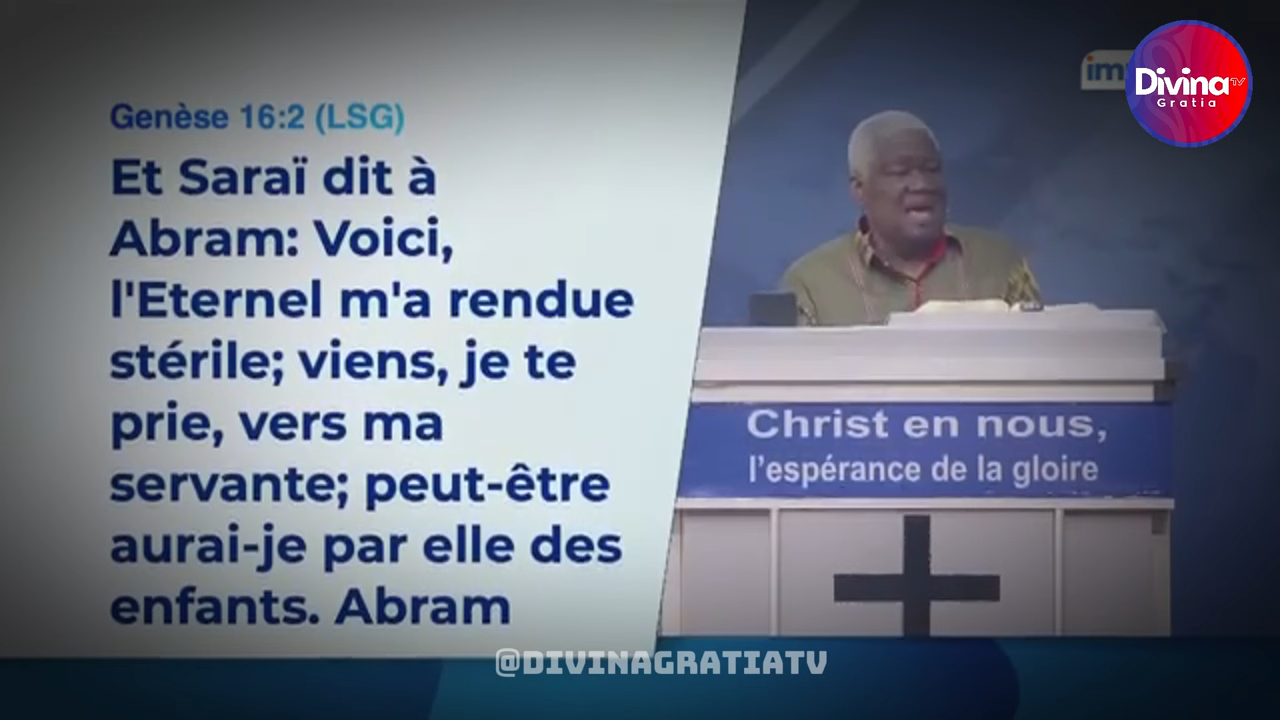 Genèse 16:2 (LSG)
Et Saraï dit à
Abram: Voici,
l'Eternel m'a rendue
stérile; viens, je te
prie, vers ma
servante; peut-être
aurai-je par elle des
enfants. Abram
Divina TV
Gratia
Christ en nous,
l'espérance de la gloire
@DIVINAGRATIATV